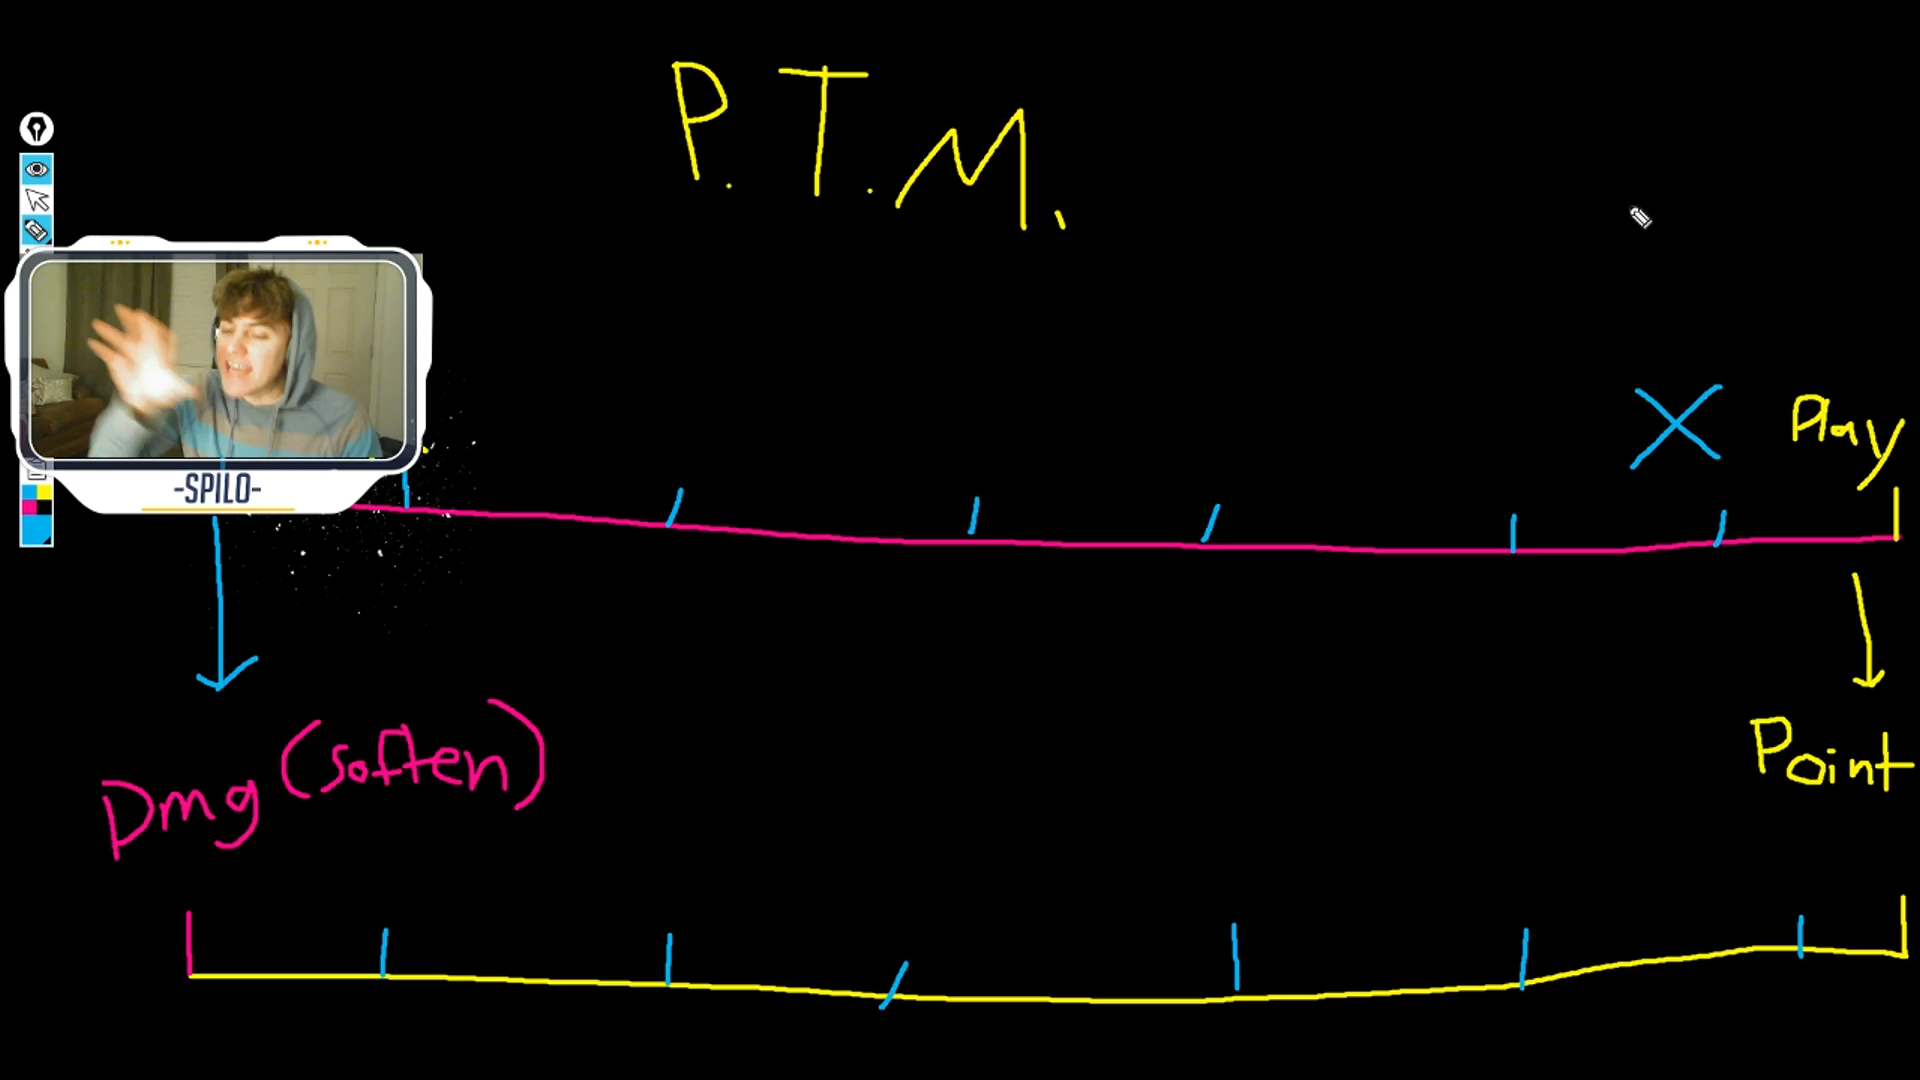 P.T.M.
Play
-SPILO-
Dmg (soften)
Point